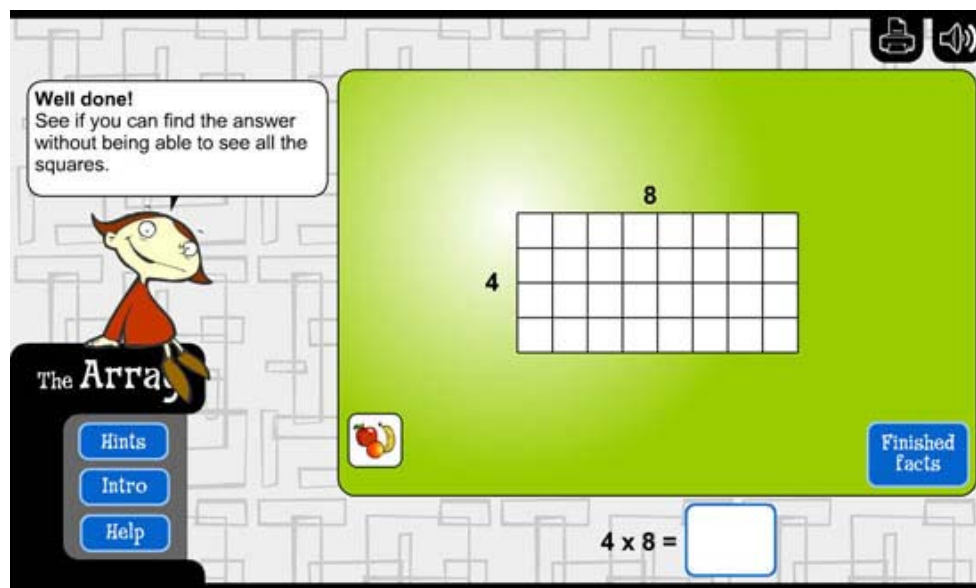 Well done!
See if you can find the answer
without being able to see all the
squares.
8
4
The Array
Hints
Intro
Help
Finished
facts
4 x 8 =